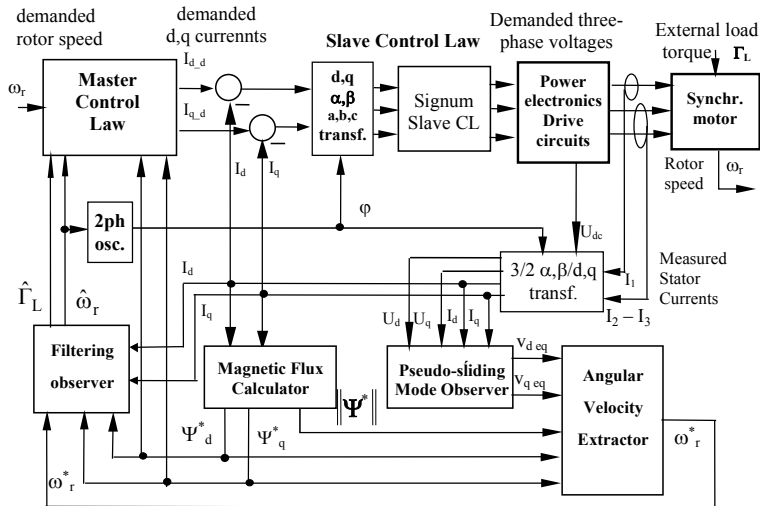 demanded
rotor speed
demanded
d,q currennts
Slave Control Law
Demanded three-
phase voltages
External load
torque Γ_L
ω_r
Master
Control
Law
I_d_d
I_q_d
−
−
d,q
α,β
a,b,c
transf.
Signum
Slave CL
Power
electronics
Drive
circuits
Synchr.
motor
Rotor
speed
ω_r
I_d
I_q
2ph
osc.
φ
U_dc
3/2 α,β/d,q
transf.
I_1
I_2 – I_3
Measured
Stator
Currents
Γ̂_L
ω̂_r
I_d
I_q
U_d
U_q
I_d
I_q
Filtering
observer
Magnetic Flux
Calculator
‖Ψ*‖
Pseudo-sliding
Mode Observer
v_d eq
v_q eq
Angular
Velocity
Extractor
Ψ*_d
Ψ*_q
ω*_r
ω*_r